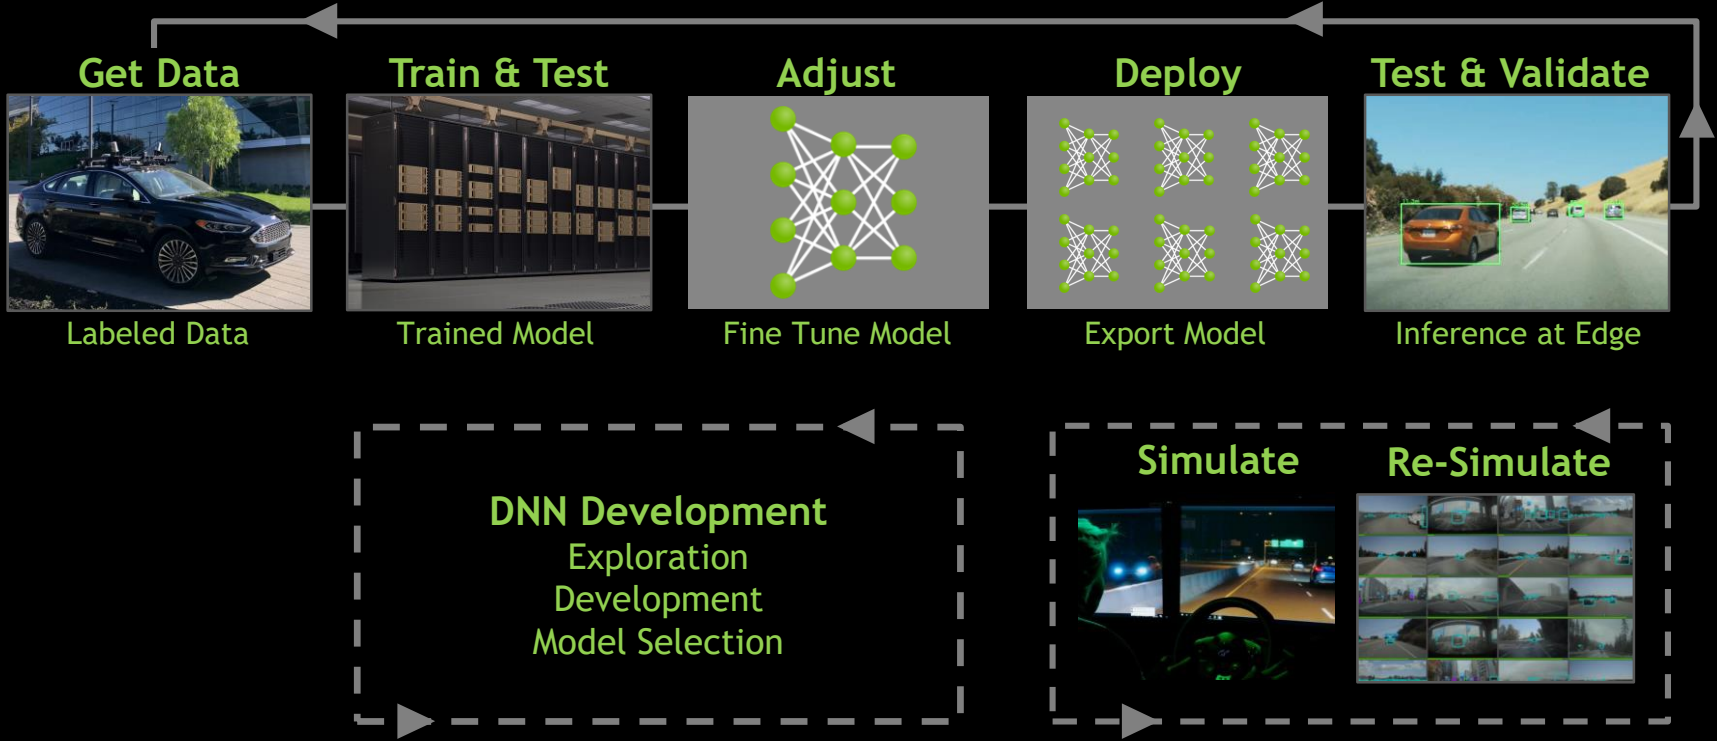 Get Data
Train & Test
Adjust
Deploy
Test & Validate
Labeled Data
Trained Model
Fine Tune Model
Export Model
Inference at Edge
DNN Development
Exploration
Development
Model Selection
Simulate
Re-Simulate